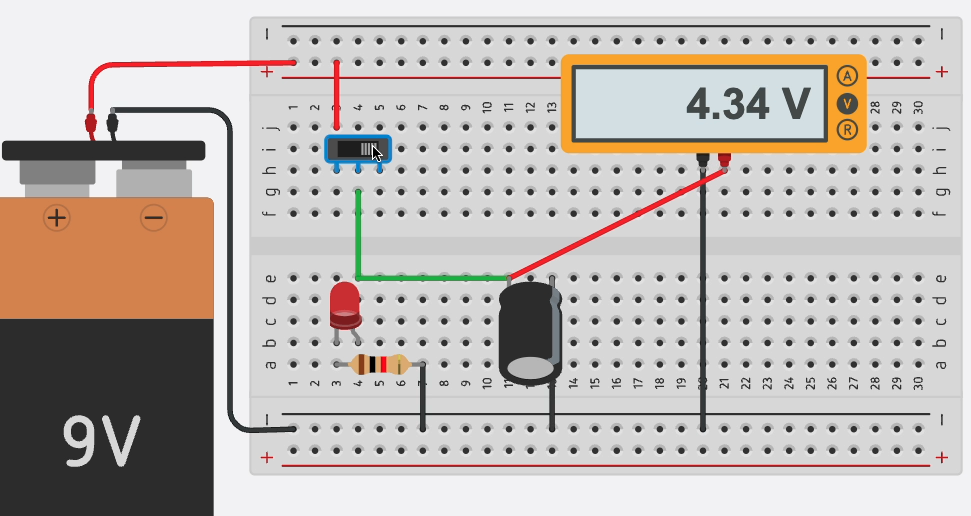 − −
+ +
1 2 3 4 5 6 7 8 9 10 11 12 13 28 29 30
j j
i i
h h
g g
f f
4.34 V
A
V
R
+ −
9V
e e
d d
c c
b b
a a
1 2 3 4 5 6 7 8 9 10 11 12 13 14 15 16 17 18 19 20 21 22 23 24 25 26 27 28 29 30
− −
+ +